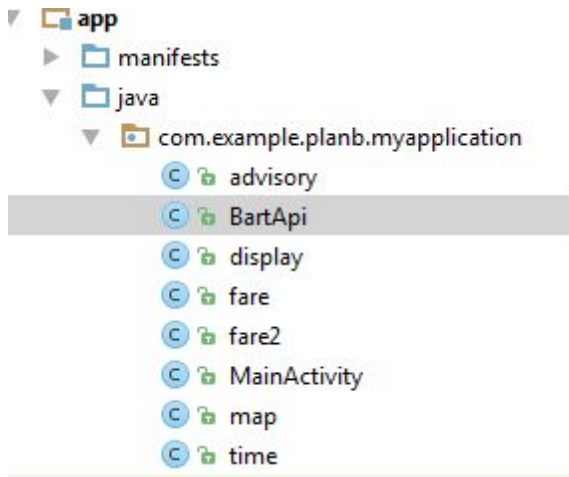 app
manifests
java
com.example.planb.myapplication
C advisory
C BartApi
C display
C fare
C fare2
C MainActivity
C map
C time